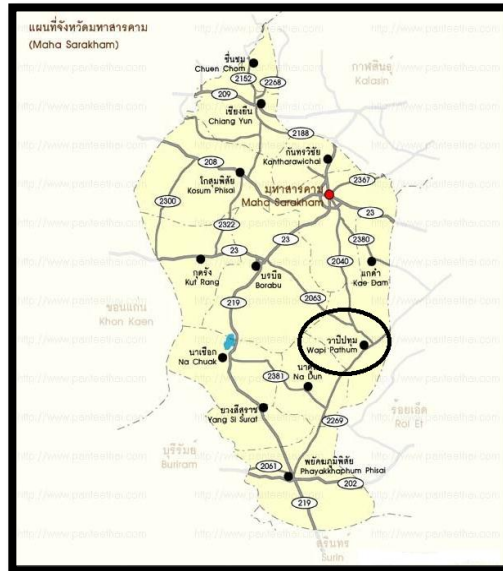 แผนที่จังหวัดมหาสารคาม
(Maha Sarakham)
ชื่นชม
Chuen Chom
2152
2268
209
เชียงยืน
Chiang Yun
กาฬสินธุ์
Kalasin
2188
กันทรวิชัย
Kantharawichai
208
โกสุมพิสัย
Kosum Phisai
2367
มหาสารคาม
Maha Sarakham
2300
2322
23
23
2380
2040
23
กุดรัง
Kut Rang
บรบือ
Borabu
แกดำ
Kae Dam
ขอนแก่น
Khon Kaen
219
2063
วาปีปทุม
Wapi Pathum
นาเชือก
Na Chuak
2381
Na Dun
ยางสีสุราช
Yang Si Surat
2269
ร้อยเอ็ด
Roi Et
บุรีรัมย์
Buriram
2061
พยัคฆภูมิพิสัย
Phayakkhaphum Phisai
202
219
สุรินทร์
Surin
http://www.panteethai.com